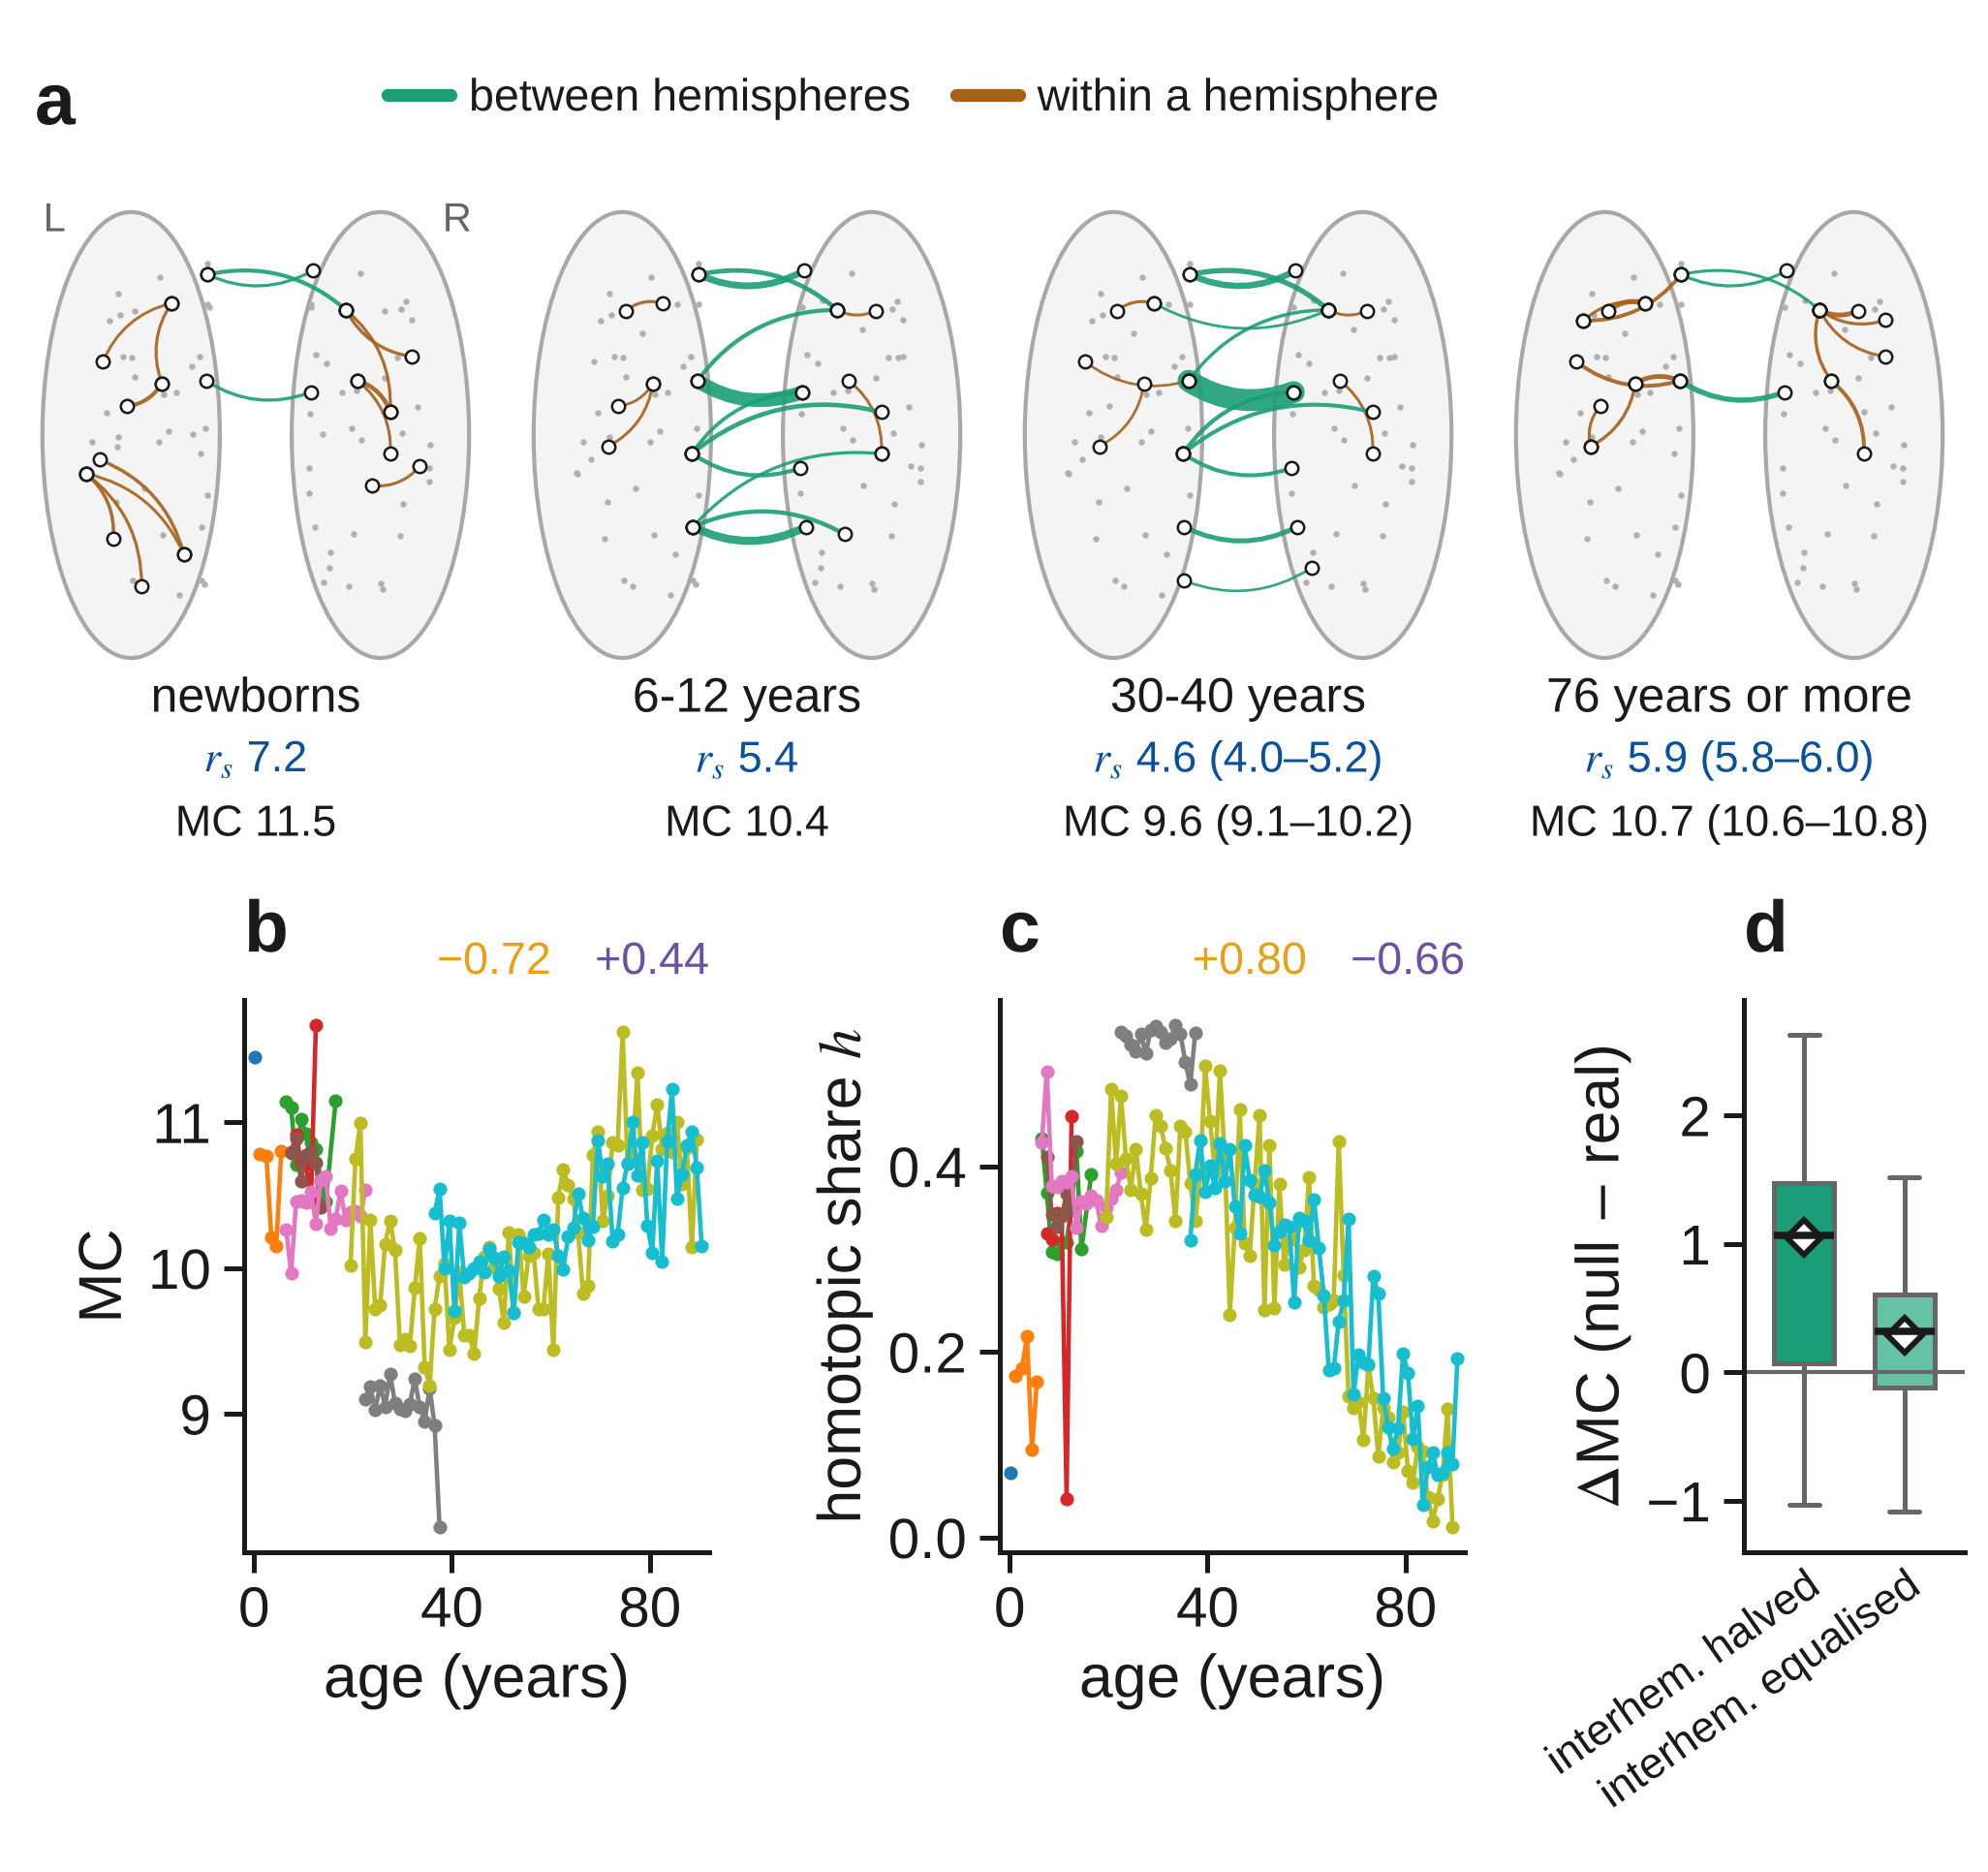 a
between hemispheres within a hemisphere
L R
newborns 6-12 years 30-40 years 76 years or more
rs 7.2 rs 5.4 rs 4.6 (4.0–5.2) rs 5.9 (5.8–6.0)
MC 11.5 MC 10.4 MC 9.6 (9.1–10.2) MC 10.7 (10.6–10.8)
b
−0.72 +0.44
MC
11
10
9
0 40 80
age (years)
c
+0.80 −0.66
homotopic share h
0.4
0.2
0.0
0 40 80
age (years)
d
ΔMC (null – real)
2
1
0
−1
interhem. halved
interhem. equalised